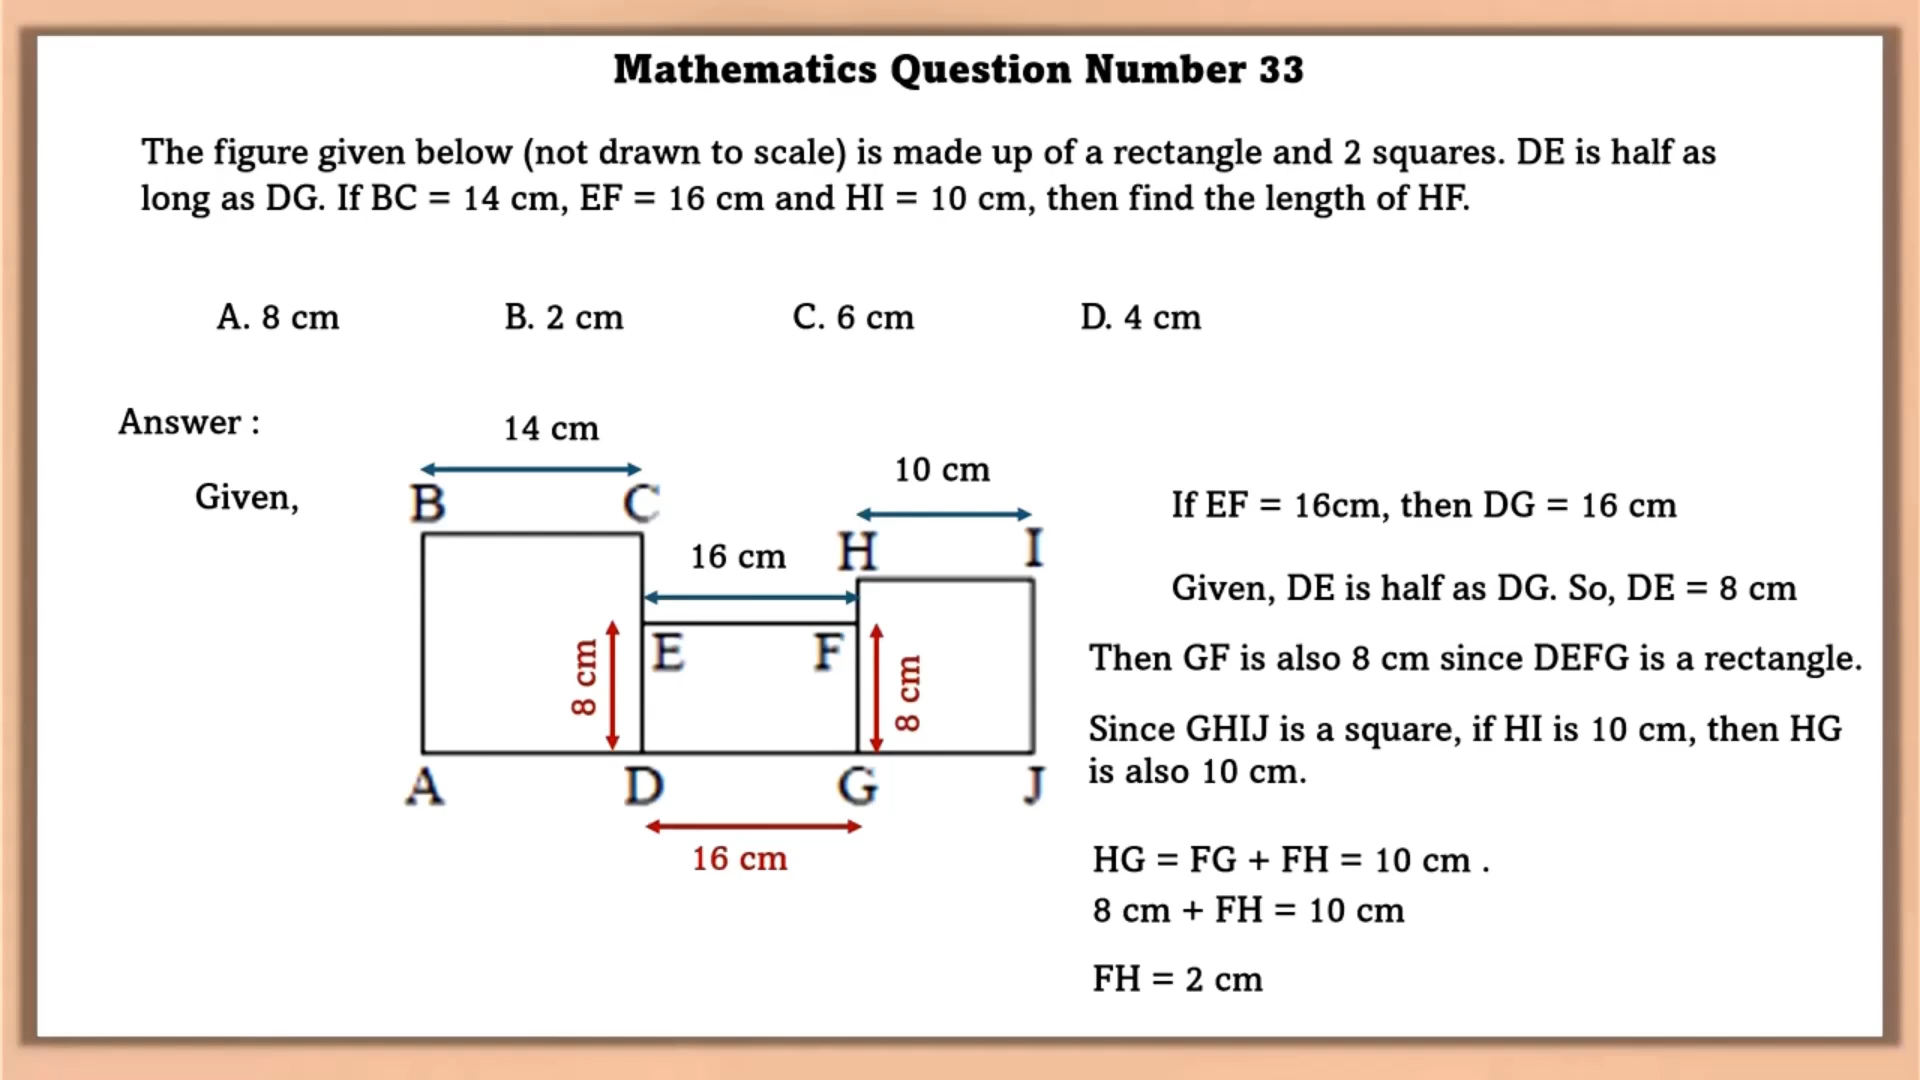 Mathematics Question Number 33
The figure given below (not drawn to scale) is made up of a rectangle and 2 squares. DE is half as
long as DG. If BC = 14 cm, EF = 16 cm and HI = 10 cm, then find the length of HF.
A. 8 cm
B. 2 cm
C. 6 cm
D. 4 cm
Answer :
Given,
14 cm
B
C
10 cm
H
I
16 cm
E
F
8 cm
8 cm
A
D
G
J
16 cm
If EF = 16cm, then DG = 16 cm
Given, DE is half as DG. So, DE = 8 cm
Then GF is also 8 cm since DEFG is a rectangle.
Since GHIJ is a square, if HI is 10 cm, then HG
is also 10 cm.
HG = FG + FH = 10 cm .
8 cm + FH = 10 cm
FH = 2 cm